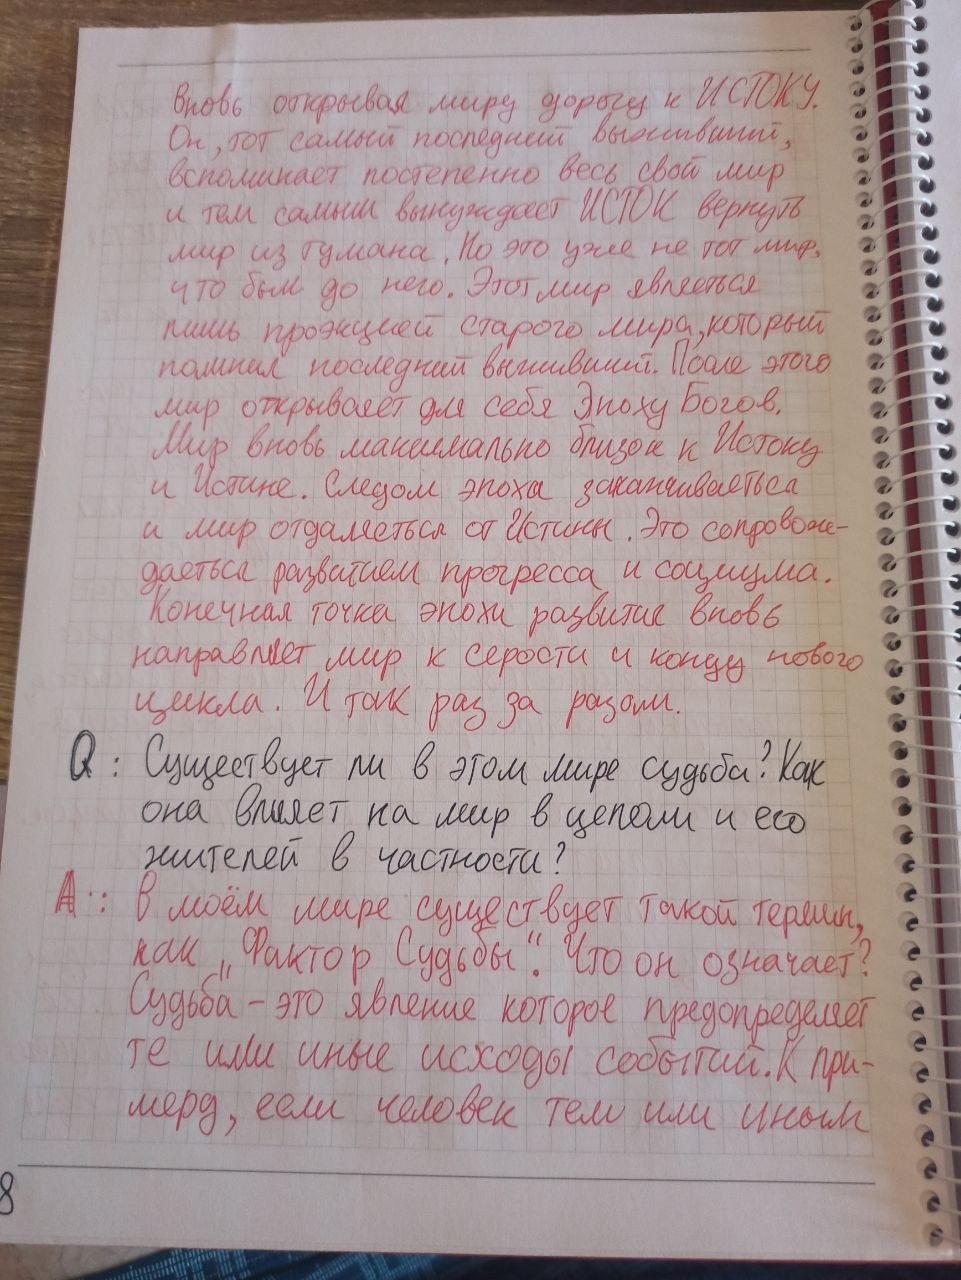 вновь открывая миру дорогу к ИСТОКУ.
Он, тот самый последний выживший,
вспоминает постепенно весь свой мир
и тем самым вынуждает ИСТОК вернуть
мир из тумана. Но это уже не тот мир,
что был до него. Этот мир являеться
лишь проэкцией старого мира, который
помнил последний выживший. После этого
мир открывает для себя Эпоху Богов.
Мир вновь максимально близок к Истоку
и Истине. Следом эпоха заканчиваеться
и мир отдаляеться от Истины. Это сопровож-
даеться развитием прогресса и социума.
Конечная точка эпохи развития вновь
направляет мир к серости и концу нового
цикла. И так раз за разом.
Q: Существует ли в этом мире судьба? Как
она влияет на мир в целом и его
жителей в частности?
A: В моём мире существует такой термин,
как „Фактор Судьбы“. Что он означает?
Судьба - это явление которое предопределяет
те или иные исходы событий. К при-
меру, если человек тем или иным
8